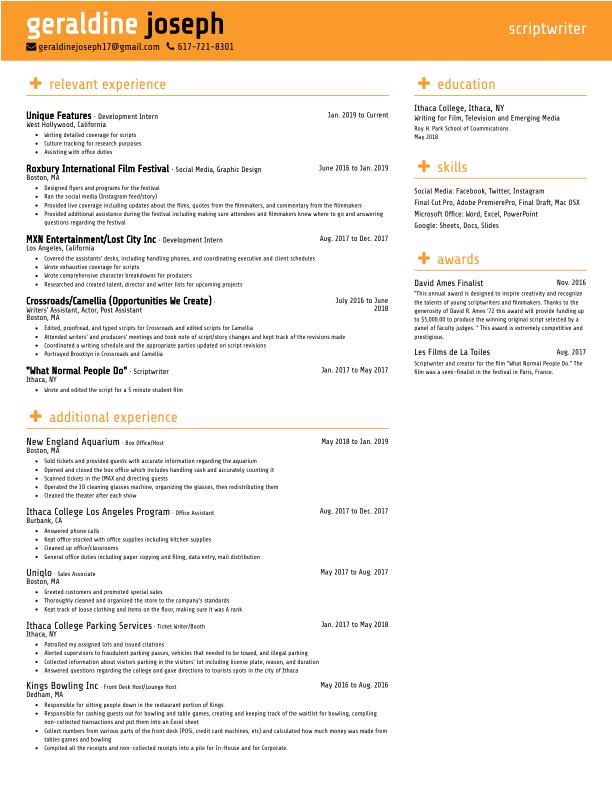 geraldine joseph
scriptwriter
geraldinejoseph17@gmail.com 617-721-8301
relevant experience
Unique Features - Development Intern Jan. 2019 to Current
West Hollywood, California
Writing detailed coverage for scripts
Culture tracking for research purposes
Assisting with office duties
Roxbury International Film Festival - Social Media, Graphic Design June 2016 to Jan. 2019
Boston, MA
Designed flyers and programs for the festival
Ran the social media (Instagram feed/story)
Provided live coverage including updates about the films, quotes from the filmmakers, and commentary from the filmmakers
Provided additional assistance during the festival including making sure attendees and filmmakers knew where to go and answering
questions regarding the festival
MXN Entertainment/Lost City Inc - Development Intern Aug. 2017 to Dec. 2017
Los Angeles, California
Covered the assistants' desks, including handling phones, and coordinating executive and client schedules
Wrote exhaustive coverage for scripts
Wrote comprehensive character breakdowns for producers
Researched and created talent, director and writer lists for upcoming projects
Crossroads/Camellia (Opportunities We Create) - July 2016 to June
Writers' Assistant, Actor, Post Assistant 2018
Boston, MA
Edited, proofread, and typed scripts for Crossroads and edited scripts for Camellia
Attended writers' and producers' meetings and took note of script/story changes and kept track of the revisions made
Coordinated a writing schedule and the appropriate parties updated on script revisions
Portrayed Brooklyn in Crossroads and Camellia
"What Normal People Do" - Scriptwriter Jan. 2017 to May 2017
Ithaca, NY
Wrote and edited the script for a 5 minute student film
additional experience
New England Aquarium - Box Office/Host May 2018 to Jan. 2019
Boston, MA
Sold tickets and provided guests with accurate information regarding the aquarium
Opened and closed the box office which includes handling cash and accurately counting it
Scanned tickets in the IMAX and directing guests
Operated the 3D cleaning glasses machine, organizing the glasses, then redistributing them
Cleaned the theater after each show
Ithaca College Los Angeles Program - Office Assistant Aug. 2017 to Dec. 2017
Burbank, CA
Answered phone calls
Kept office stocked with office supplies including kitchen supplies
Cleaned up office/classrooms
General office duties including paper copying and filing, data entry, mail distribution
Uniqlo - Sales Associate May 2017 to Aug. 2017
Boston, MA
Greeted customers and promoted special sales
Thoroughly cleaned and organized the store to the company's standards
Kept track of loose clothing and items on the floor, making sure it was A rank
Ithaca College Parking Services - Ticket Writer/Booth Jan. 2017 to May 2018
Ithaca, NY
Patrolled my assigned lots and issued citations
Alerted supervisors to fraudulent parking passes, vehicles that needed to be towed, and illegal parking
Collected information about visitors parking in the visitors' lot including license plate, reason, and duration
Answered questions regarding the college and gave directions to tourists spots in the city of Ithaca
Kings Bowling Inc - Front Desk Host/Lounge Host May 2016 to Aug. 2016
Dedham, MA
Responsible for sitting people down in the restaurant portion of Kings
Responsible for cashing guests out for bowling and table games, creating and keeping track of the waitlist for bowling, compiling
non-collected transactions and put them into an Excel sheet
Collect numbers from various parts of the front desk (POSi, credit card machines, etc) and calculated how much money was made from
tables games and bowling
Compiled all the receipts and non-collected receipts into a pile for In-House and for Corporate.
education
Ithaca College, Ithaca, NY
Writing for Film, Television and Emerging Media
Roy H. Park School of Coummications
May 2018
skills
Social Media: Facebook, Twitter, Instagram
Final Cut Pro, Adobe PremierePro, Final Draft, Mac OSX
Microsoft Office: Word, Excel, PowerPoint
Google: Sheets, Docs, Slides
awards
David Ames Finalist Nov. 2016
"This annual award is designed to inspire creativity and recognize
the talents of young scriptwriters and filmmakers. Thanks to the
generosity of David R. Ames '72 this award will provide funding up
to $5,000.00 to produce the winning original script selected by a
panel of faculty judges. " This award is extremely competitive and
prestigious.
Les Films de La Toiles Aug. 2017
Scriptwriter and creator for the film "What Normal People Do." The
film was a semi-finalist in the festival in Paris, France.